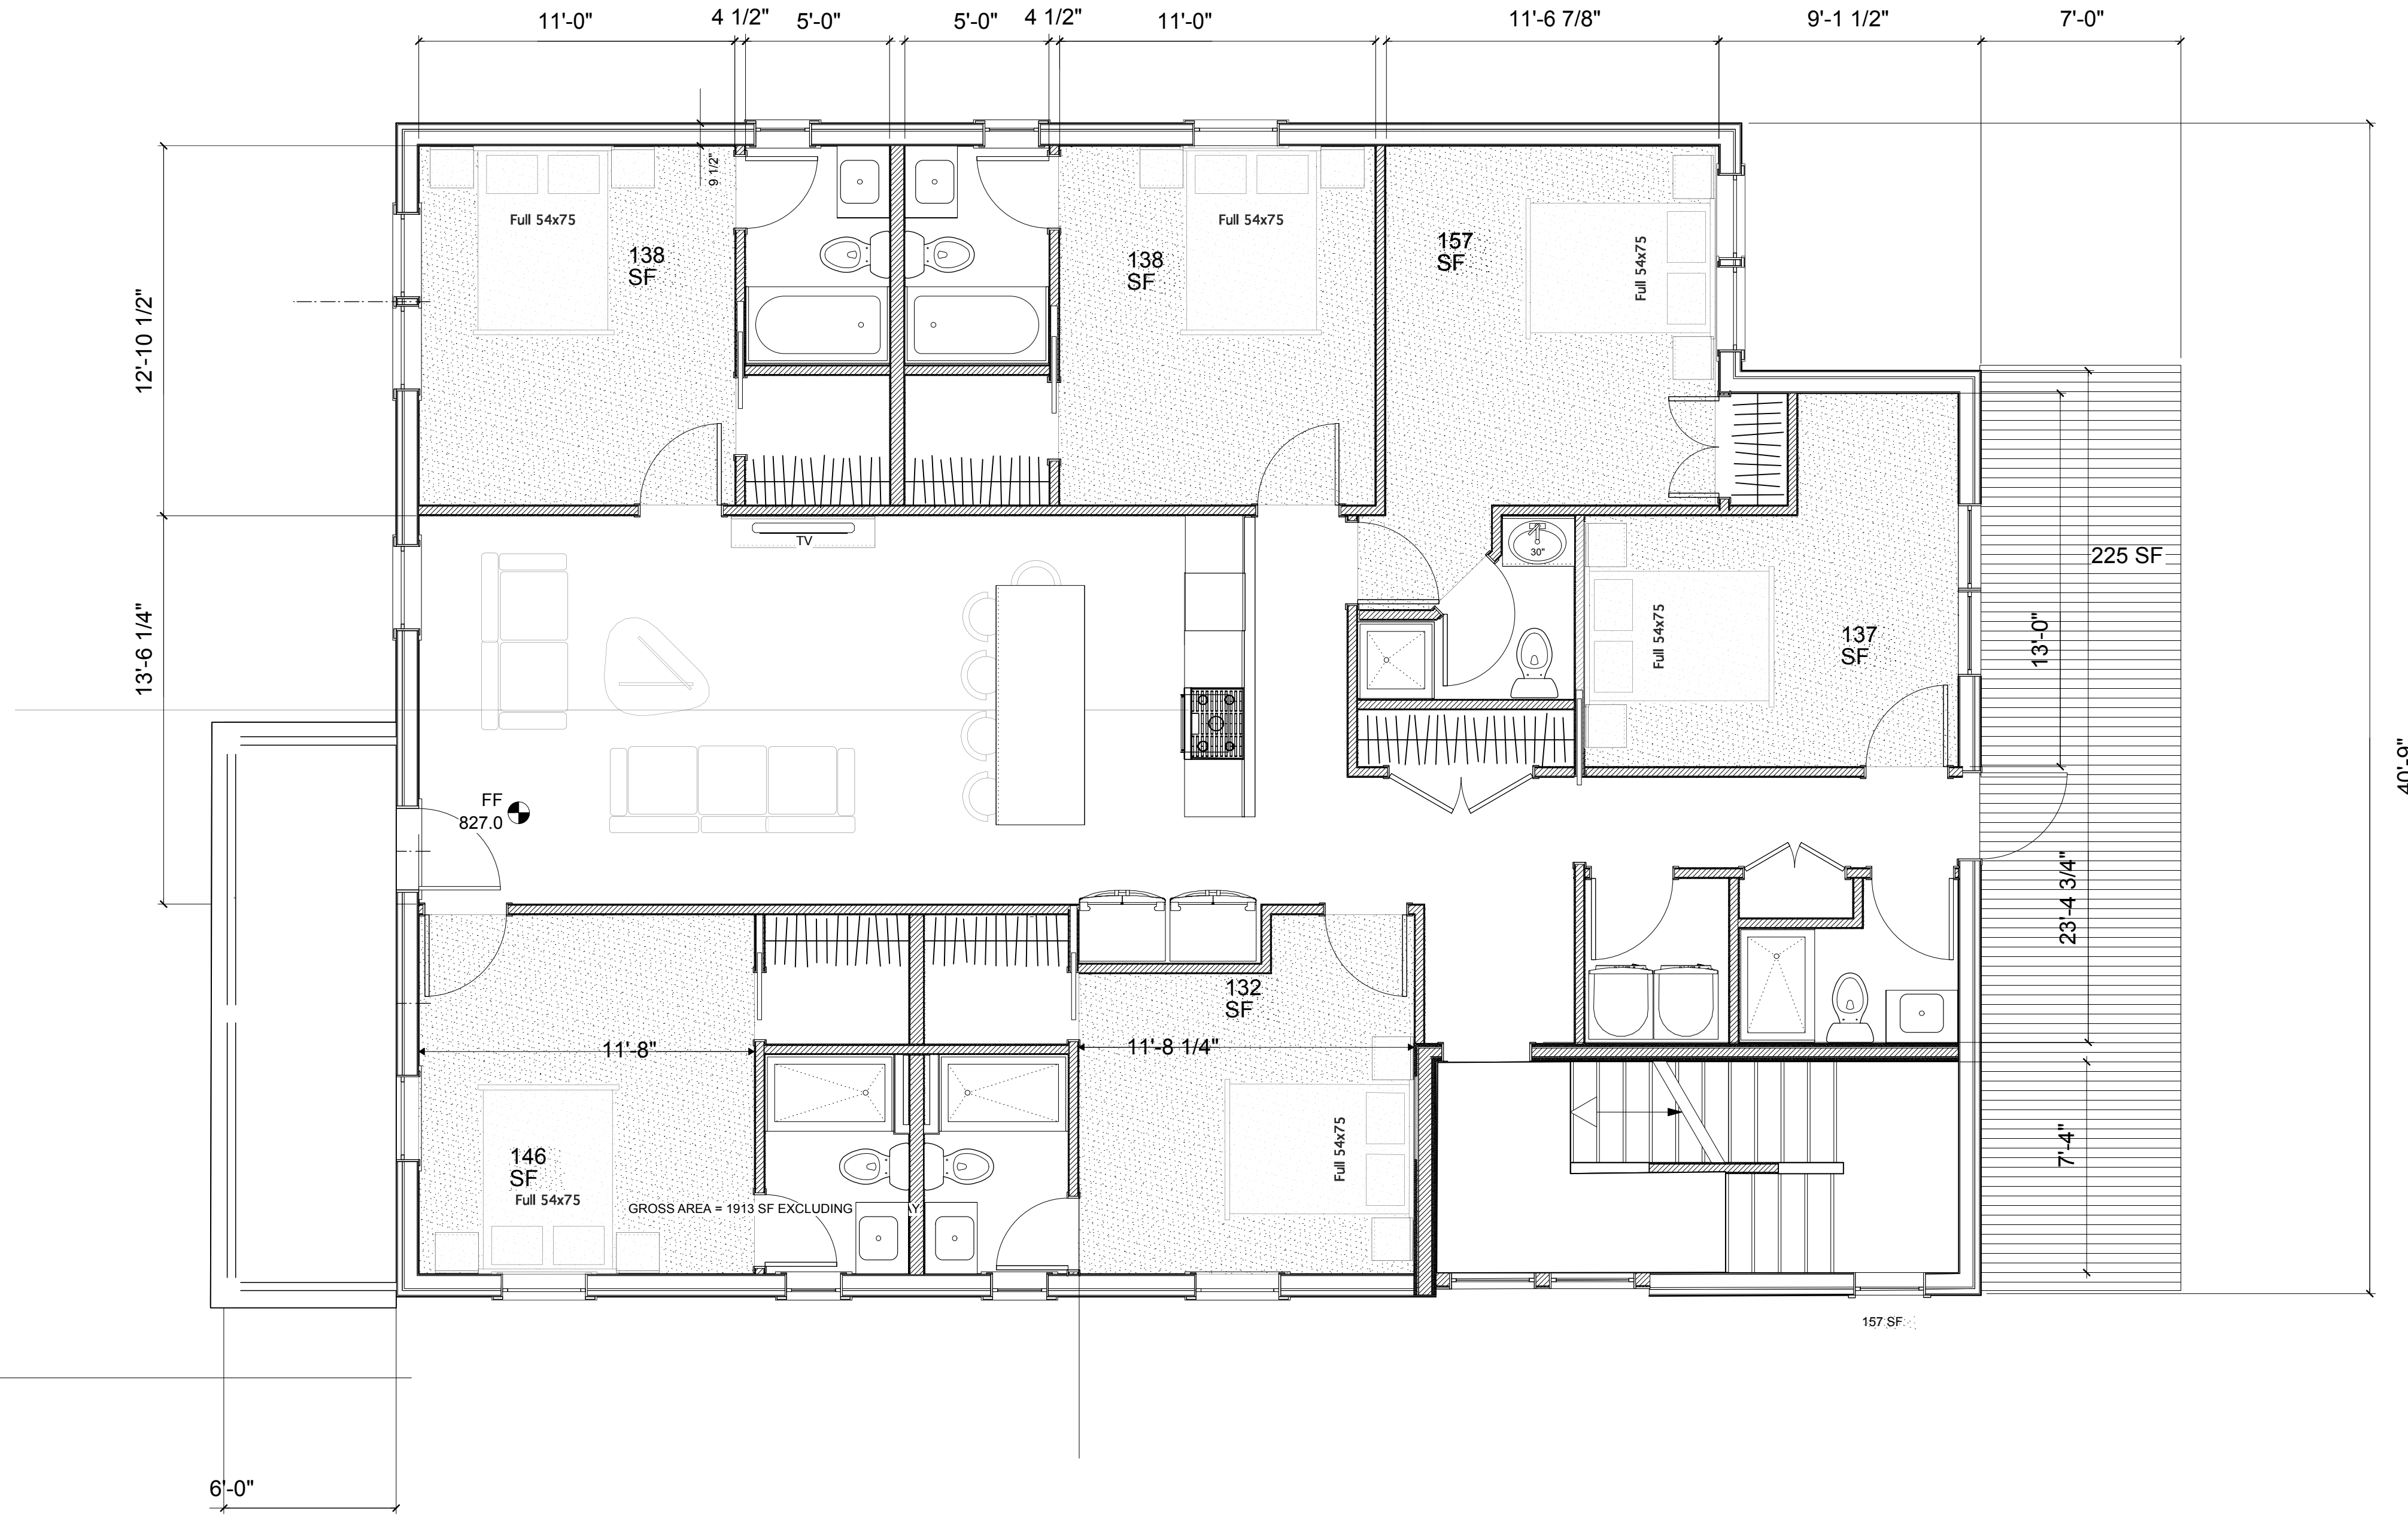 11'-0"
4 1/2"
5'-0"
5'-0"
4 1/2"
11'-0"
11'-6 7/8"
9'-1 1/2"
7'-0"
9 1/2"
12'-10 1/2"
Full 54x75
138
SF
Full 54x75
138
SF
157
SF
Full 54x75
TV
30"
225 SF
13'-6 1/4"
Full 54x75
137
SF
13'-0"
40'-9"
FF
827.0
23'-4 3/4"
132
SF
11'-8"
11'-8 1/4"
7'-4"
146
SF
Full 54x75
Full 54x75
GROSS AREA = 1913 SF EXCLUDING
157 SF
6'-0"